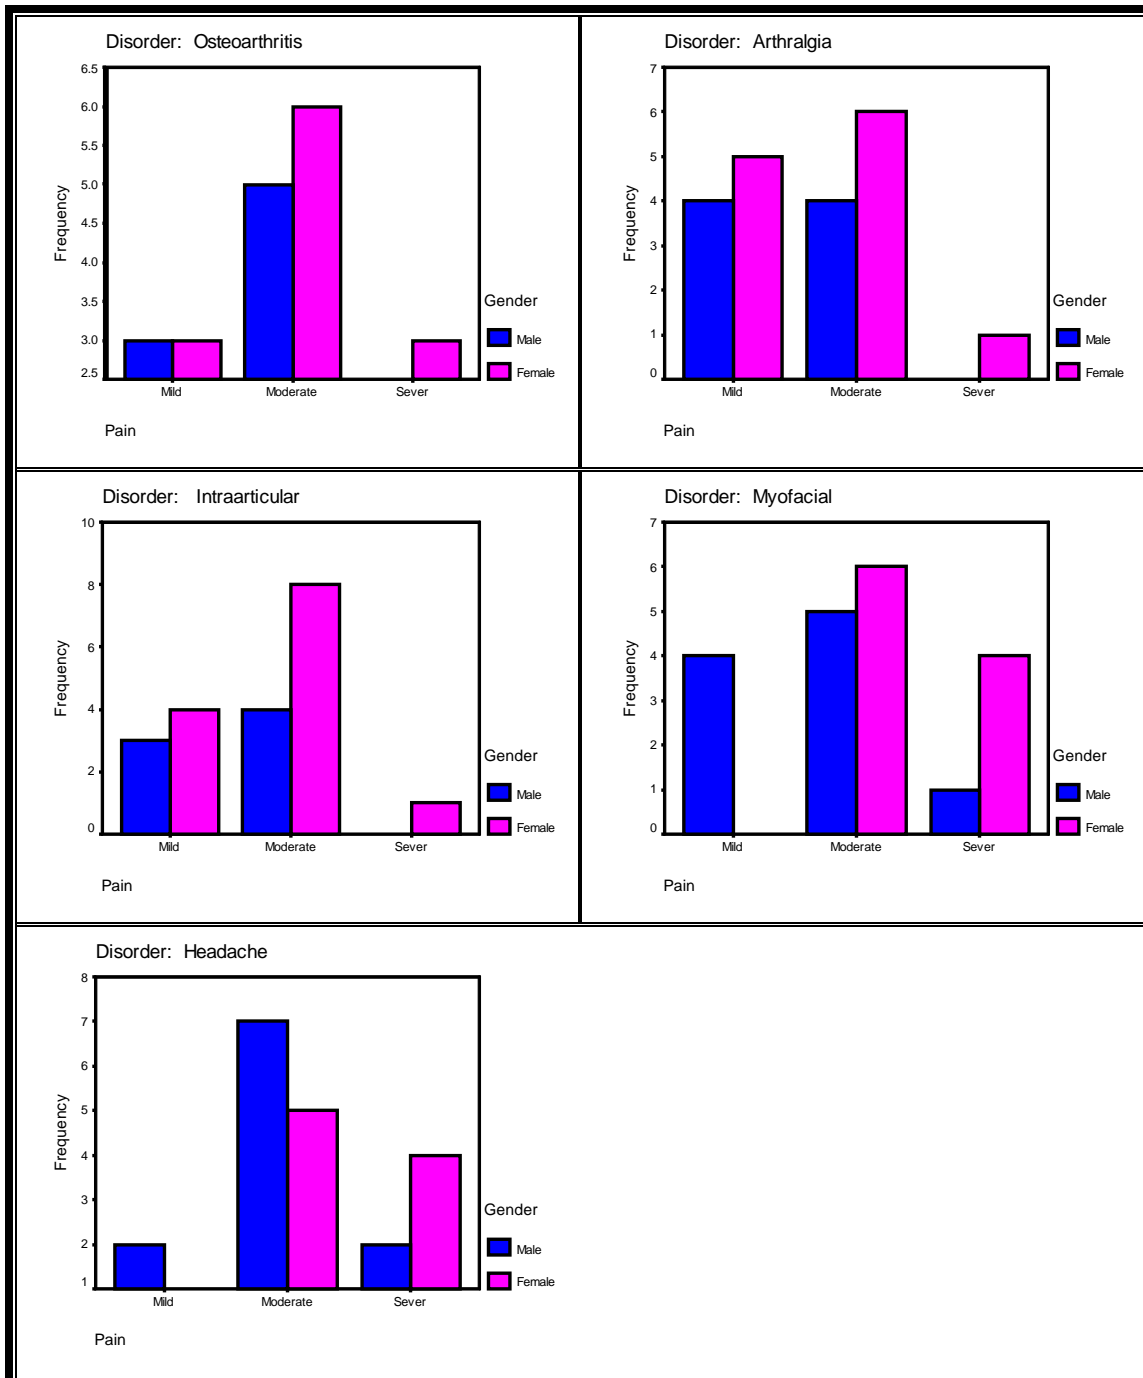 Disorder: Osteoarthritis
6.5
6.0
5.5
5.0
4.5
4.0
3.5
3.0
2.5
Frequency
Mild
Moderate
Sever
Pain
Gender
Male
Female
Disorder: Arthralgia
7
6
5
4
3
2
1
0
Frequency
Mild
Moderate
Sever
Pain
Gender
Male
Female
Disorder: Intraarticular
10
8
6
4
2
0
Frequency
Mild
Moderate
Sever
Pain
Gender
Male
Female
Disorder: Myofacial
7
6
5
4
3
2
1
0
Frequency
Mild
Moderate
Sever
Pain
Gender
Male
Female
Disorder: Headache
8
7
6
5
4
3
2
1
Frequency
Mild
Moderate
Sever
Pain
Gender
Male
Female